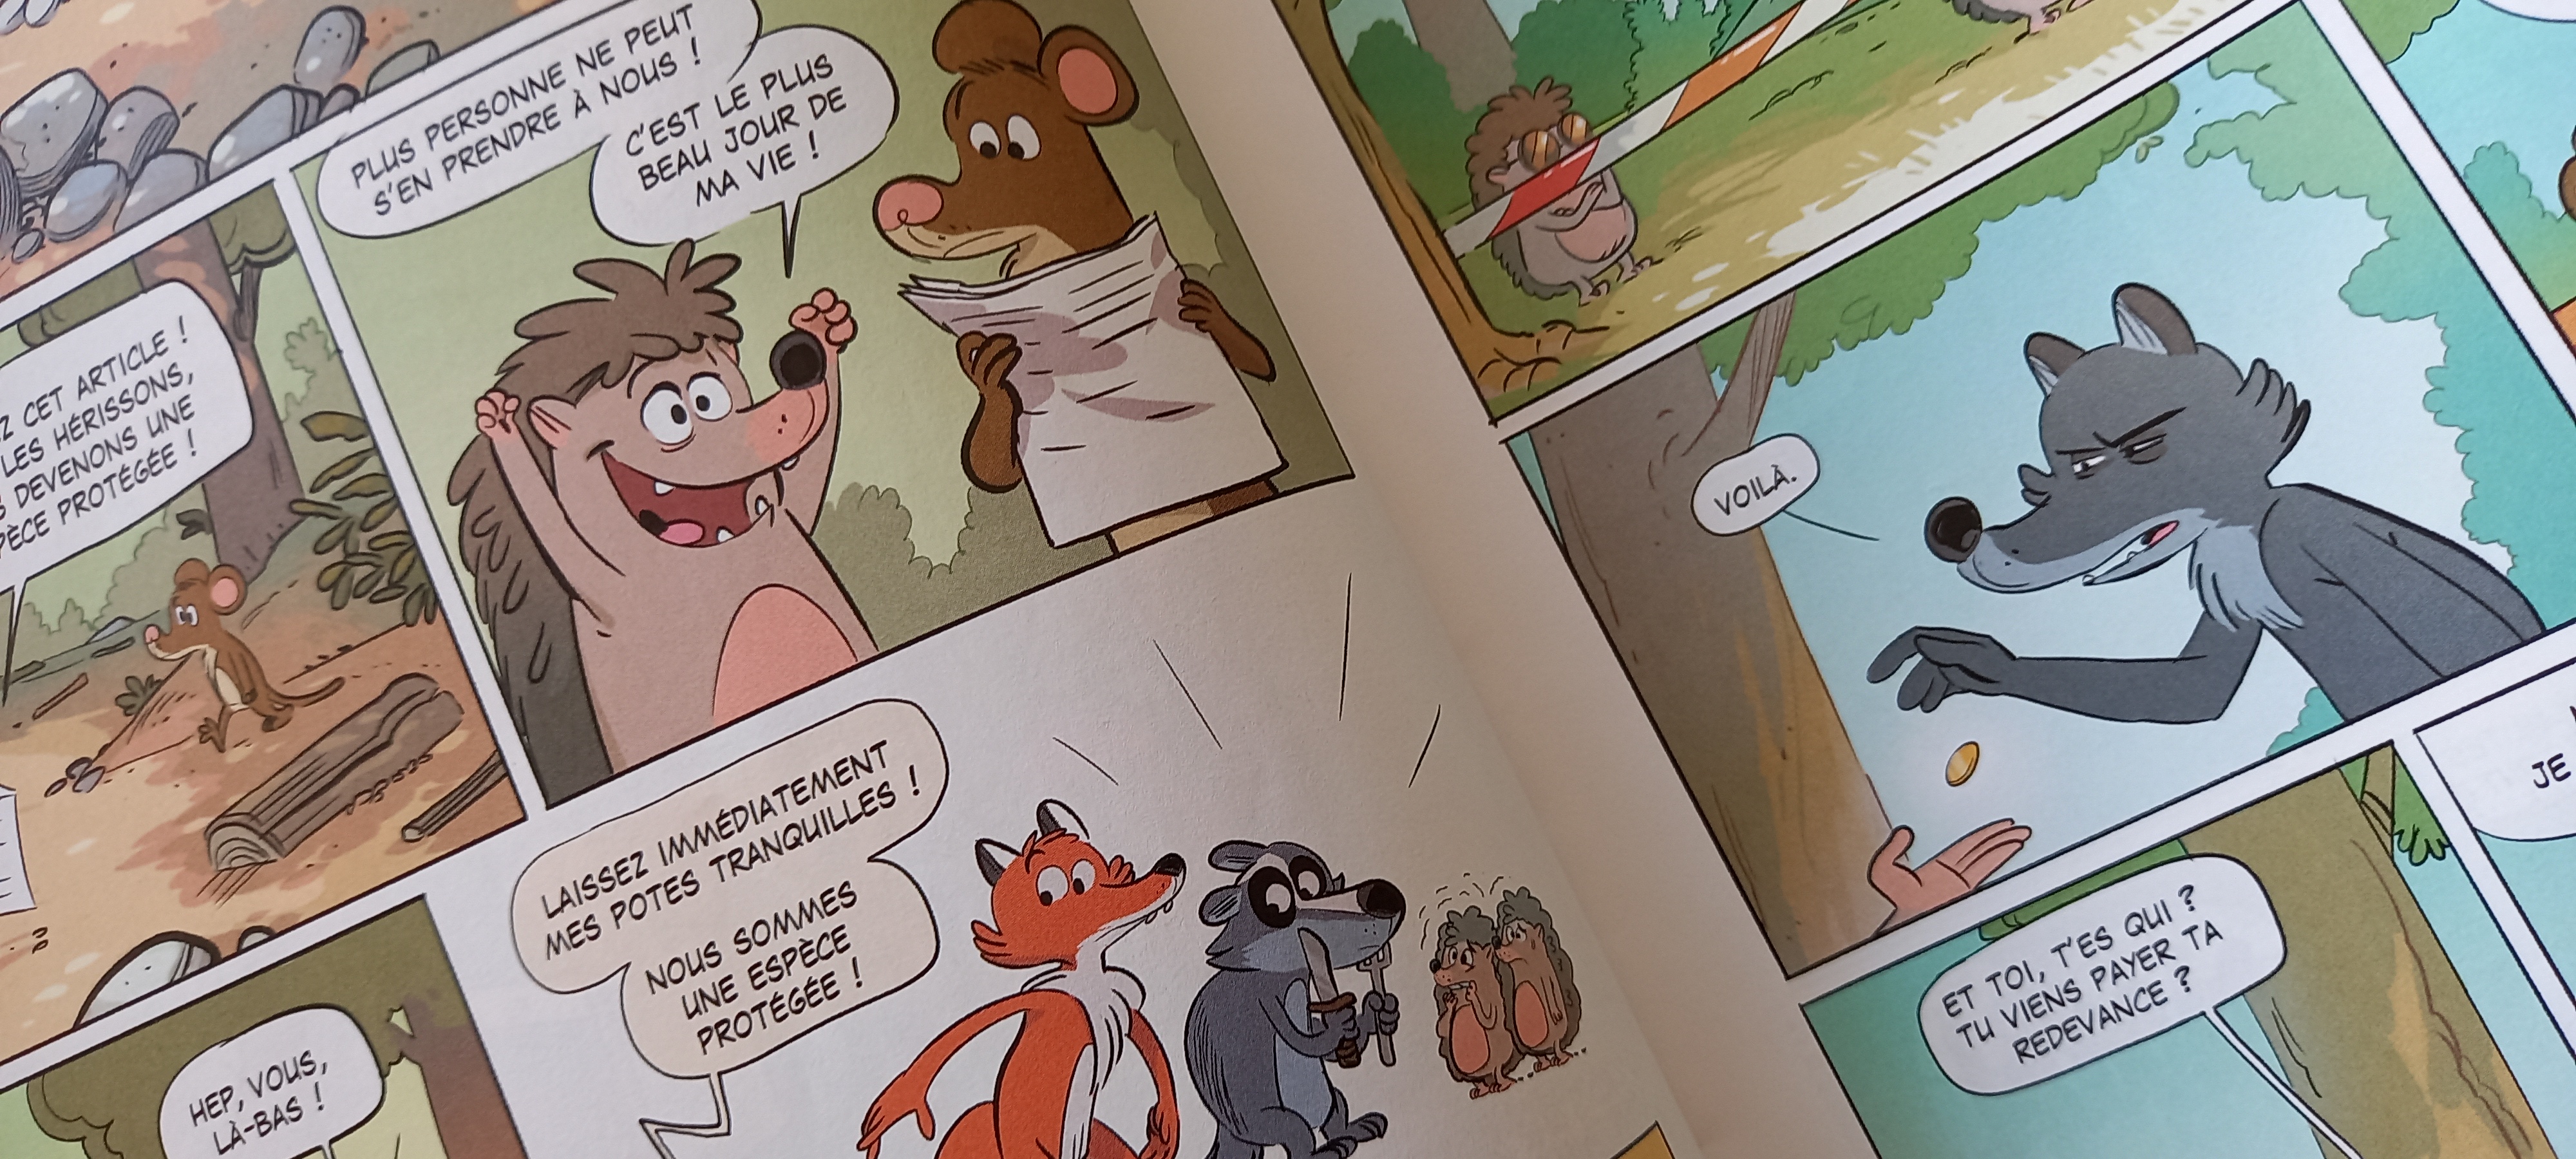 Z CET ARTICLE !
LES HÉRISSONS,
DEVENONS UNE
PÈCE PROTÉGÉE !
PLUS PERSONNE NE PEUT
S'EN PRENDRE À NOUS !
C'EST LE PLUS
BEAU JOUR DE
MA VIE !
HEP, VOUS,
LÀ-BAS !
LAISSEZ IMMÉDIATEMENT
MES POTES TRANQUILLES !
NOUS SOMMES
UNE ESPÈCE
PROTÉGÉE !
VOILÀ.
ET TOI, T'ES QUI ?
TU VIENS PAYER TA
REDEVANCE ?
JE